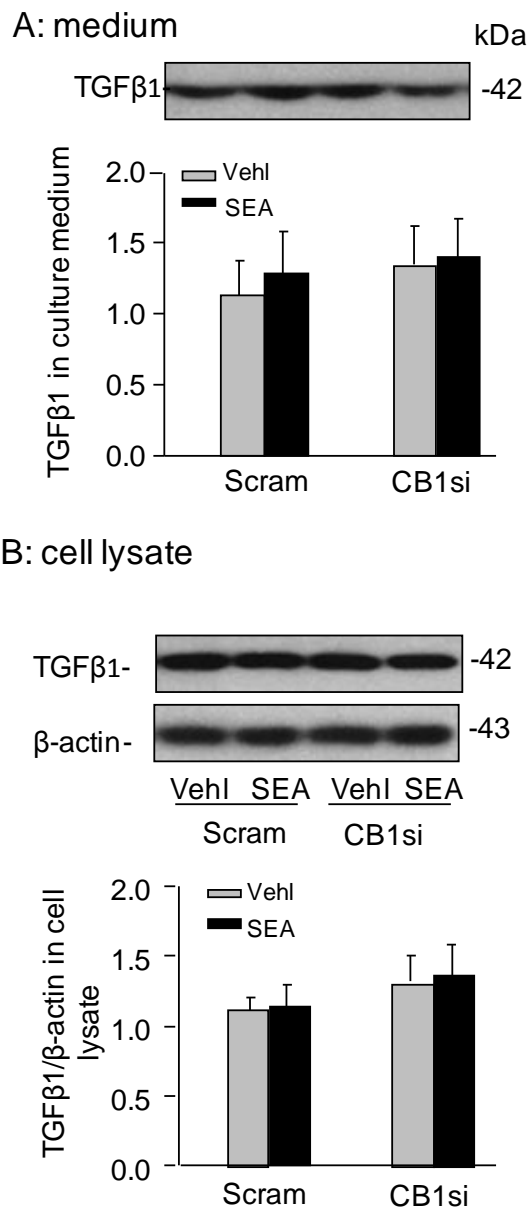 A: medium
kDa
TGFβ1-
-42
TGFβ1 in culture medium
2.0
1.5
1.0
0.5
0.0
Vehl
SEA
Scram CB1si
B: cell lysate
TGFβ1-
-42
β-actin-
-43
Vehl SEA Vehl SEA
Scram CB1si
TGFβ1/β-actin in cell
lysate
2.0
1.5
1.0
0.5
0.0
Vehl
SEA
Scram CB1si